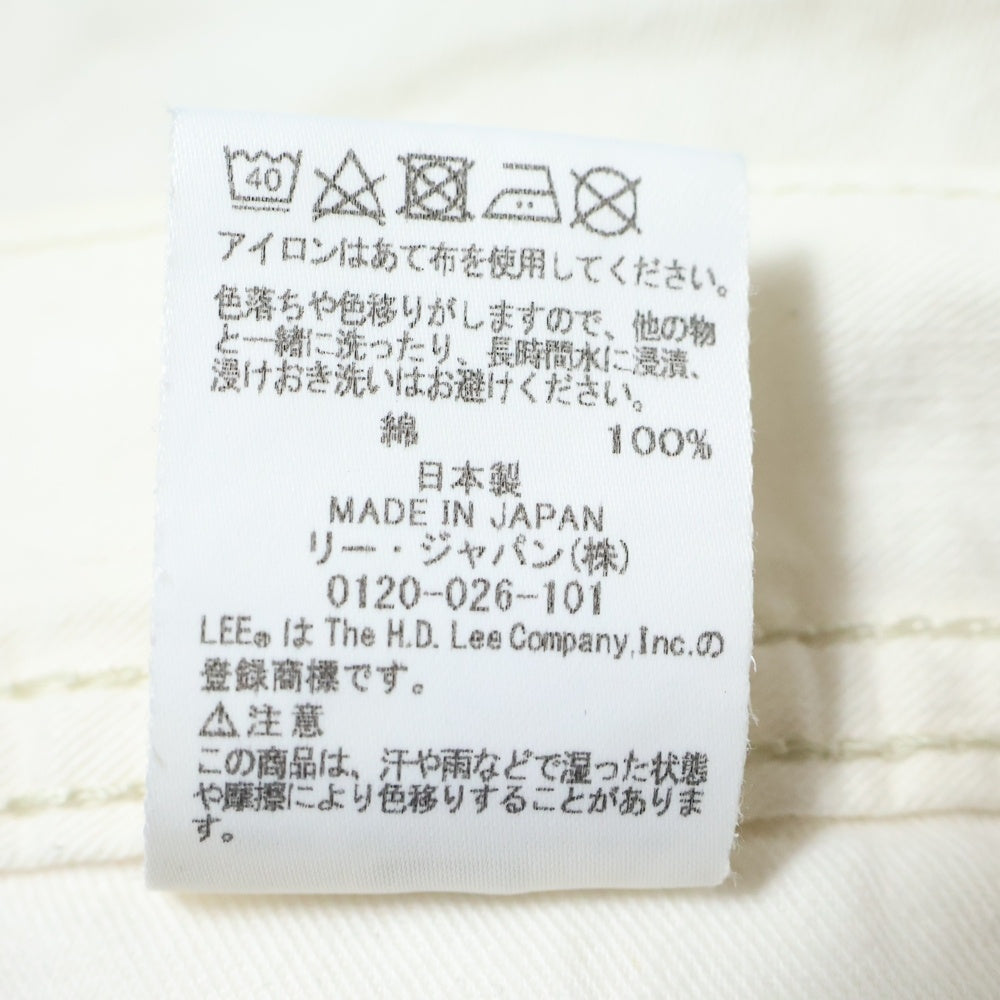 40
アイロンはあて布を使用してください。
色落ちや色移りがしますので、他の物
と一緒に洗ったり、長時間水に浸漬、
浸けおき洗いはお避けください。
綿 100%
日本製
MADE IN JAPAN
リー・ジャパン(株)
0120-026-101
LEE® は The H.D. Lee Company,Inc.の
登録商標です。
⚠注意
この商品は、汗や雨などで湿った状態
や摩擦により色移りすることがありま
す。